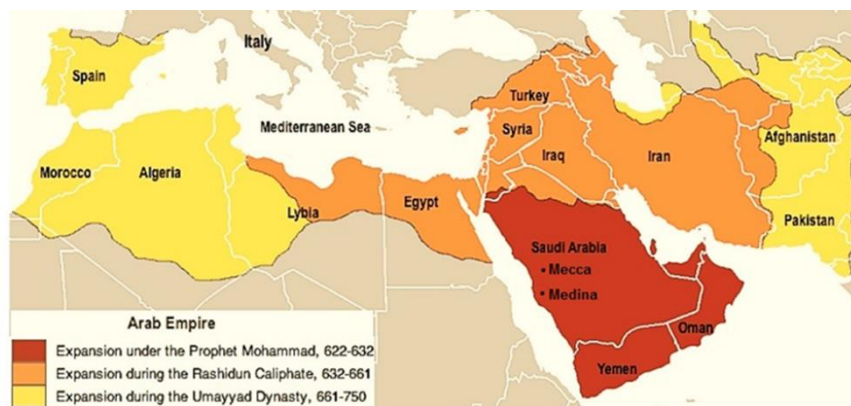 Italy
Spain
Turkey
Mediterranean Sea
Syria
Afghanistan
Morocco
Algeria
Iraq
Iran
Lybia
Egypt
Pakistan
Saudi Arabia
Mecca
Medina
Oman
Yemen
Arab Empire
Expansion under the Prophet Mohammad, 622-632
Expansion during the Rashidun Caliphate, 632-661
Expansion during the Umayyad Dynasty, 661-750